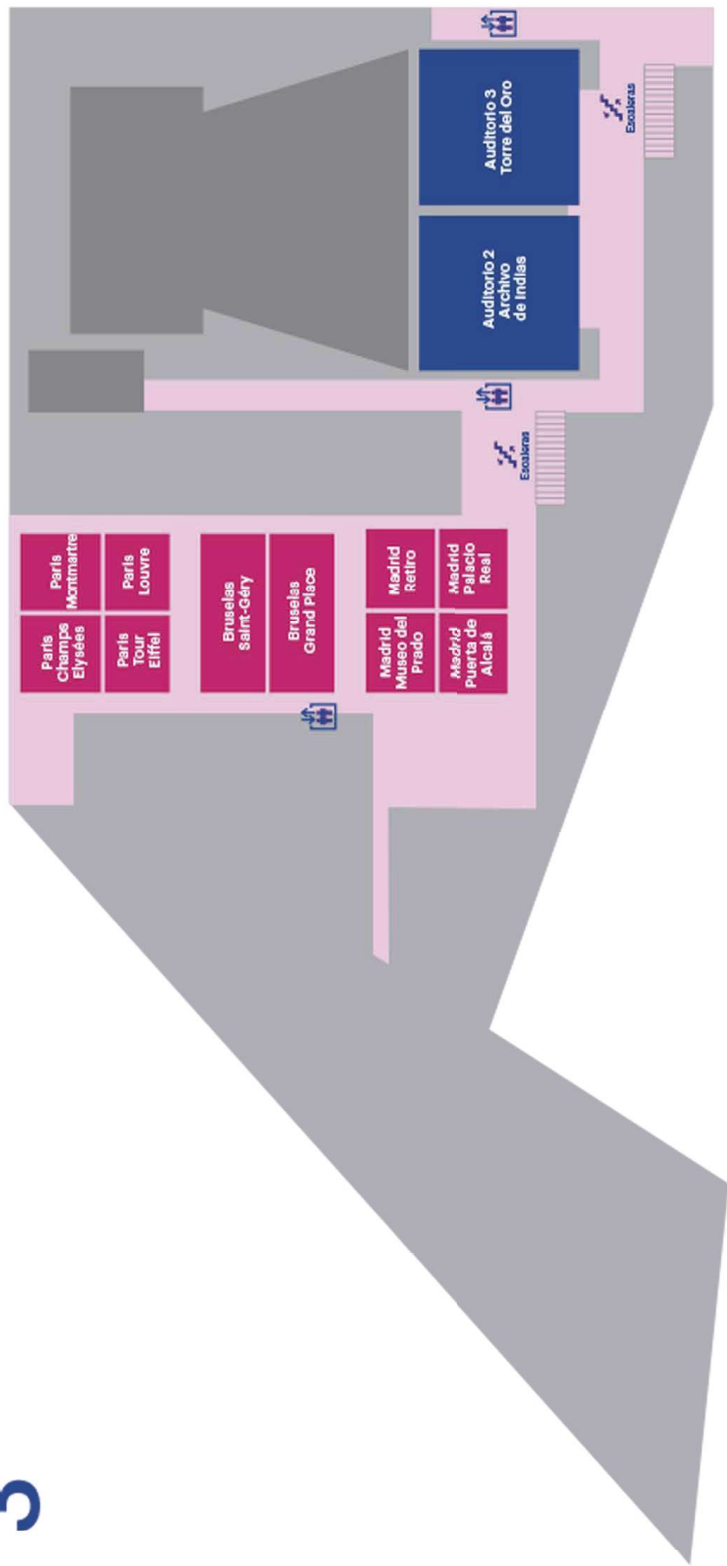 3
Paris
Champs
Elysées
Paris
Montmartre
Paris
Tour
Eiffel
Paris
Louvre
Bruselas
Saint-Géry
Bruselas
Grand Place
Madrid
Museo del
Prado
Madrid
Retiro
Madrid
Puerta de
Alcalá
Madrid
Palacio
Real
Auditorio 2
Archivo
de Indias
Auditorio 3
Torre del Oro
Escaleras
Escaleras